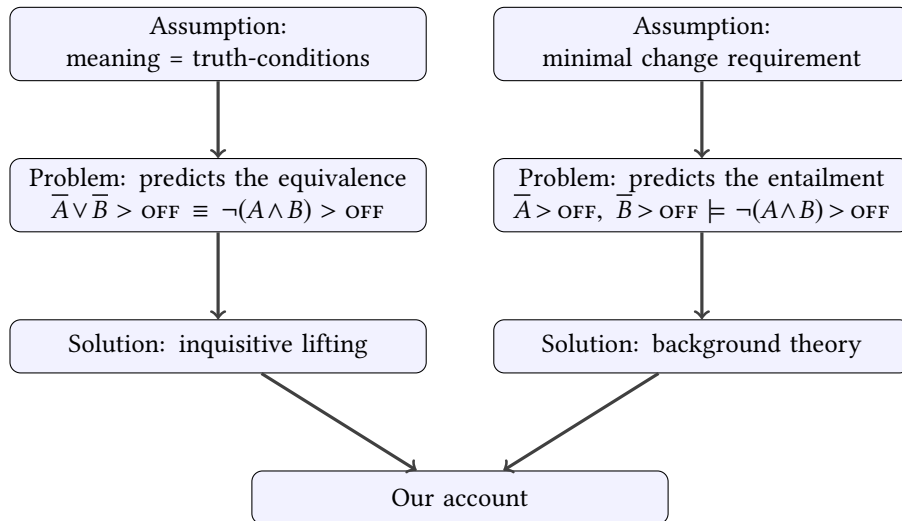 Assumption:
meaning = truth-conditions
Assumption:
minimal change requirement
Problem: predicts the equivalence
A̅ ∨ B̅ > OFF ≡ ¬(A ∧ B) > OFF
Problem: predicts the entailment
A̅ > OFF, B̅ > OFF ⊨ ¬(A ∧ B) > OFF
Solution: inquisitive lifting
Solution: background theory
Our account